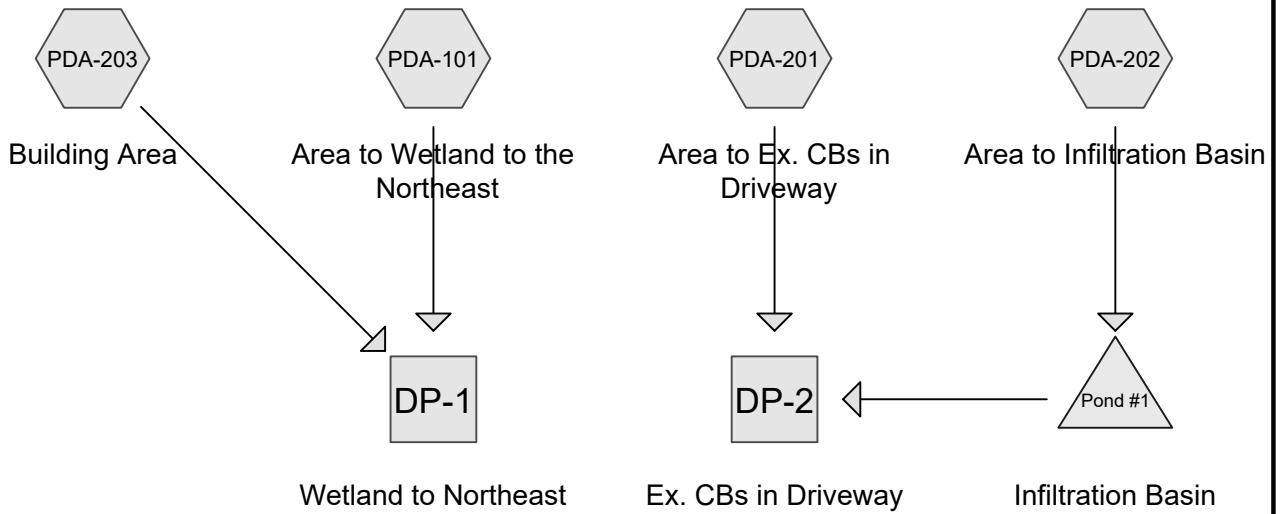 PDA-203
PDA-101
PDA-201
PDA-202
Building Area
Area to Wetland to the
Northeast
Area to Ex. CBs in
Driveway
Area to Infiltration Basin
DP-1
DP-2
Pond #1
Wetland to Northeast
Ex. CBs in Driveway
Infiltration Basin